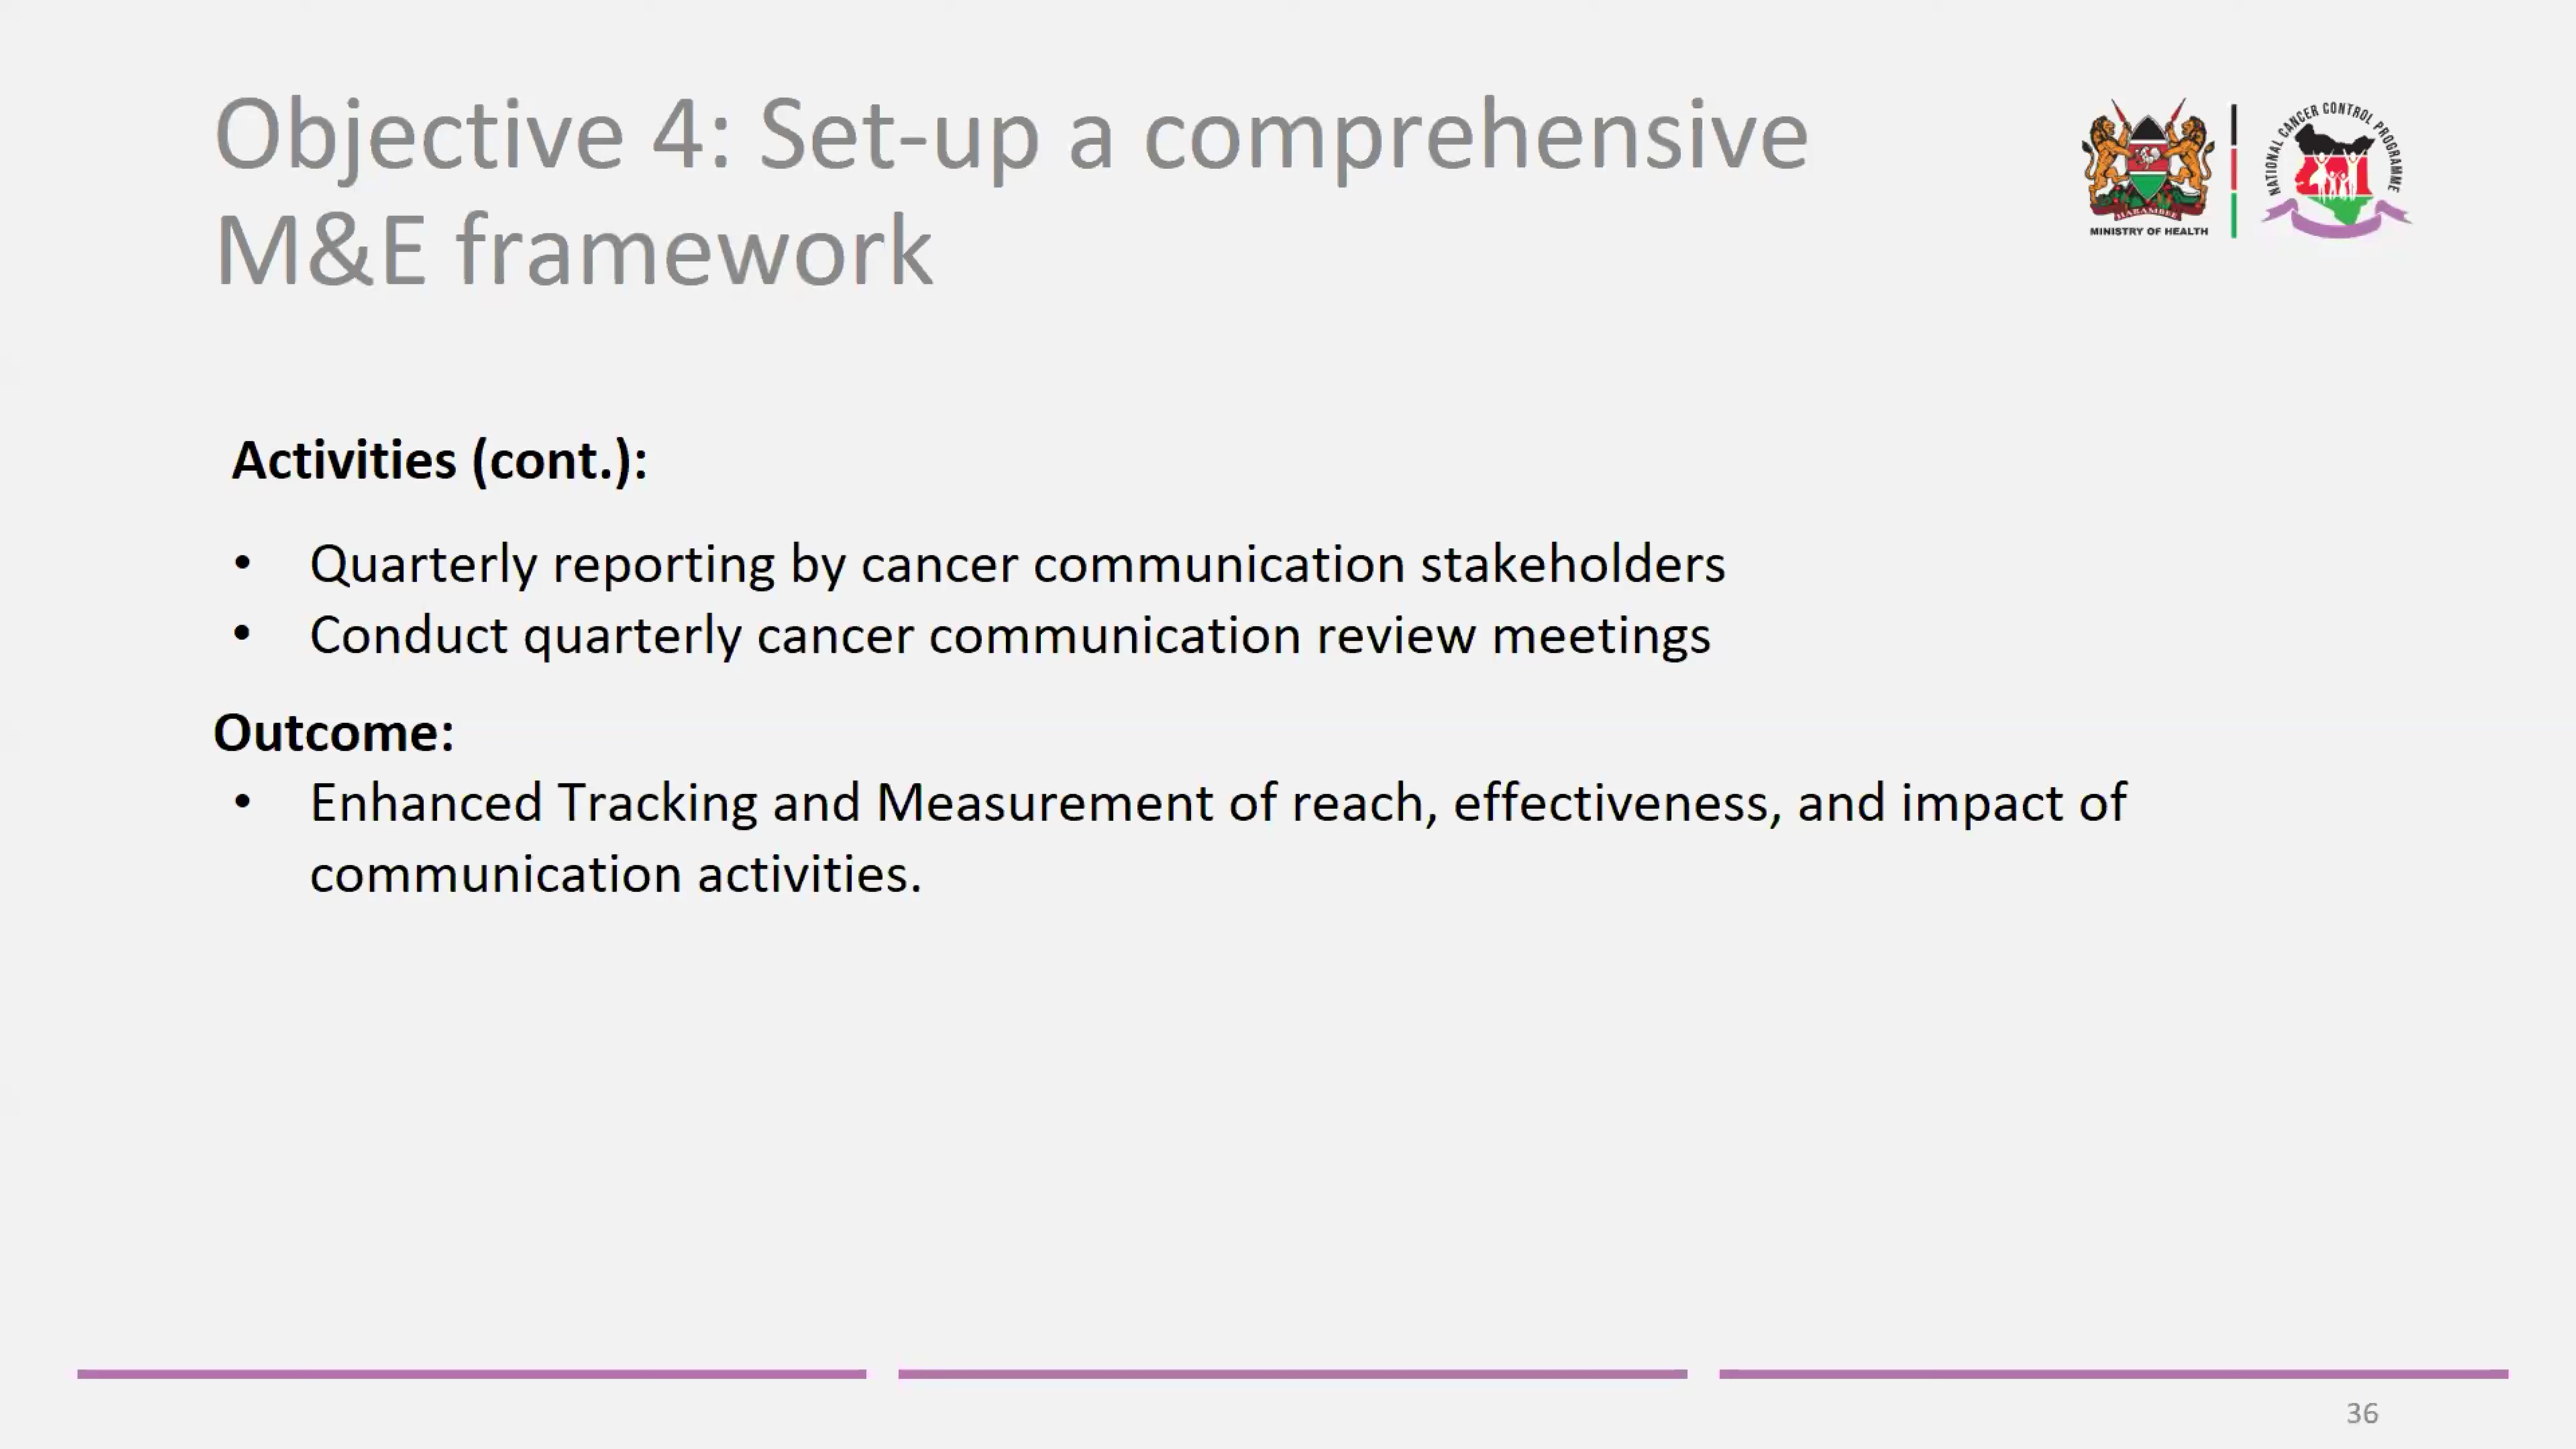 Objective 4: Set-up a comprehensive
M&E framework
HARAMBEE
MINISTRY OF HEALTH
NATIONAL CANCER CONTROL PROGRAMME
Activities (cont.):
• Quarterly reporting by cancer communication stakeholders
• Conduct quarterly cancer communication review meetings
Outcome:
• Enhanced Tracking and Measurement of reach, effectiveness, and impact of
communication activities.
36